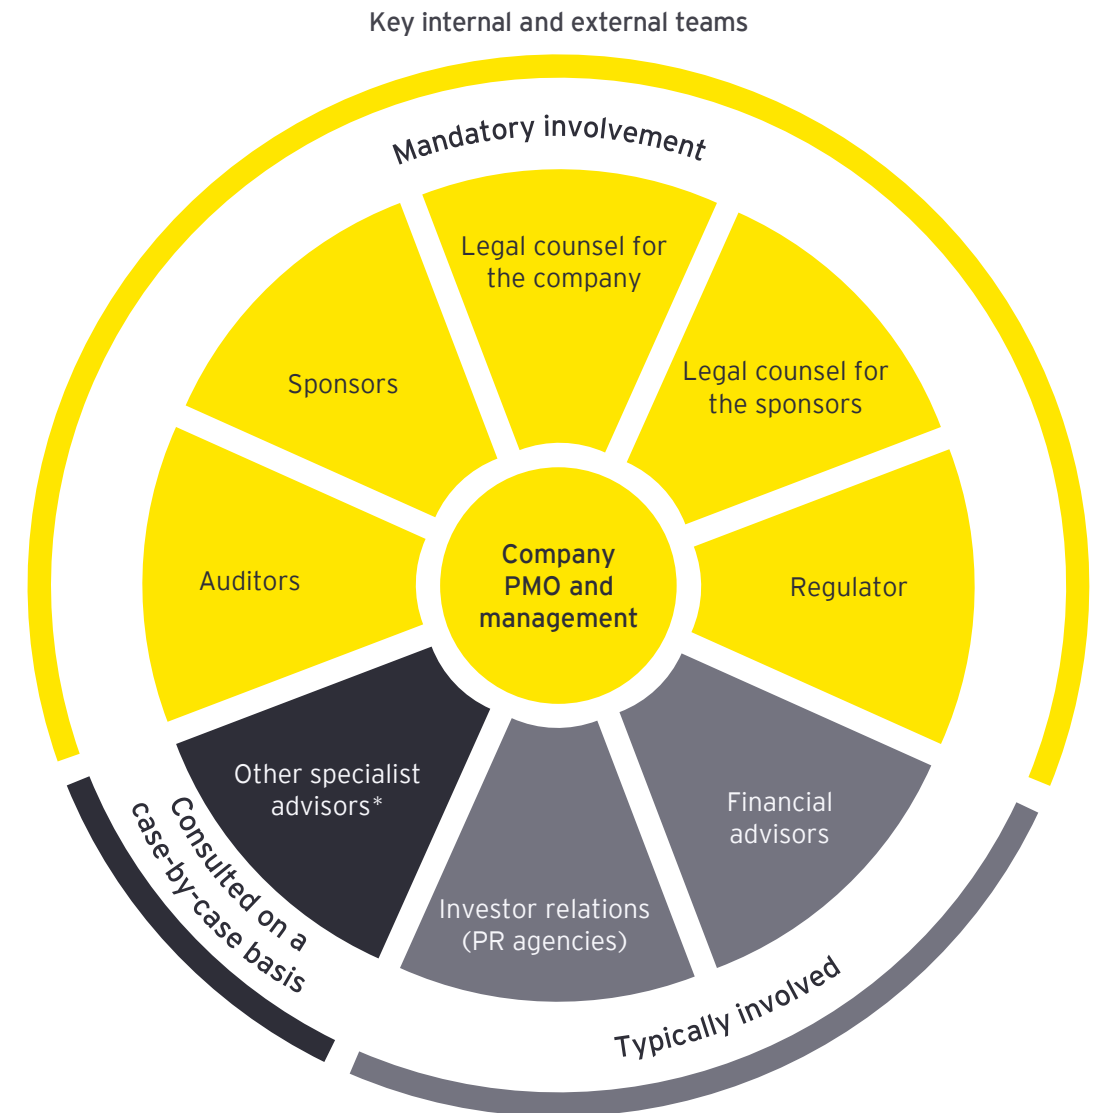 Key internal and external teams
Mandatory involvement
Legal counsel for
the company
Sponsors
Legal counsel for
the sponsors
Auditors
Company
PMO and
management
Regulator
Other specialist
advisors*
Financial
advisors
Investor relations
(PR agencies)
Consulted on a
case-by-case basis
Typically involved